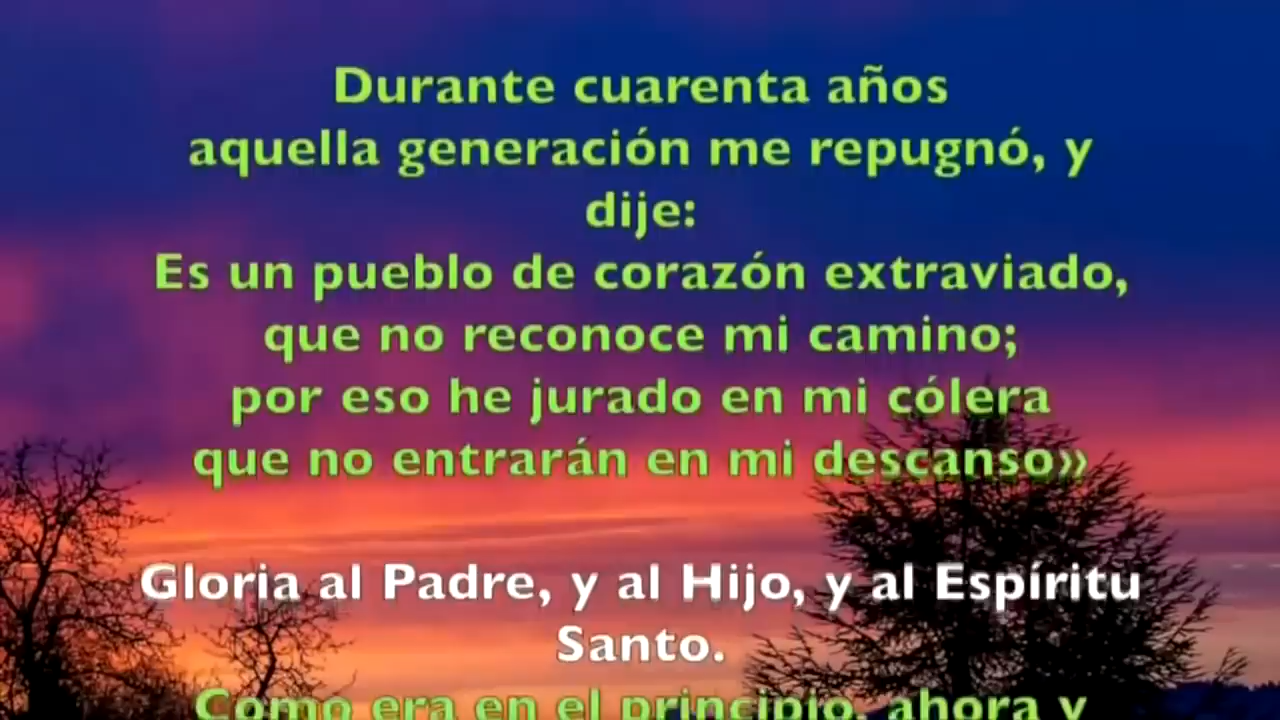 Durante cuarenta años
aquella generación me repugnó, y
dije:
Es un pueblo de corazón extraviado,
que no reconoce mi camino;
por eso he jurado en mi cólera
que no entrarán en mi descanso»
Gloria al Padre, y al Hijo, y al Espíritu
Santo.
Como era en el principio, ahora y